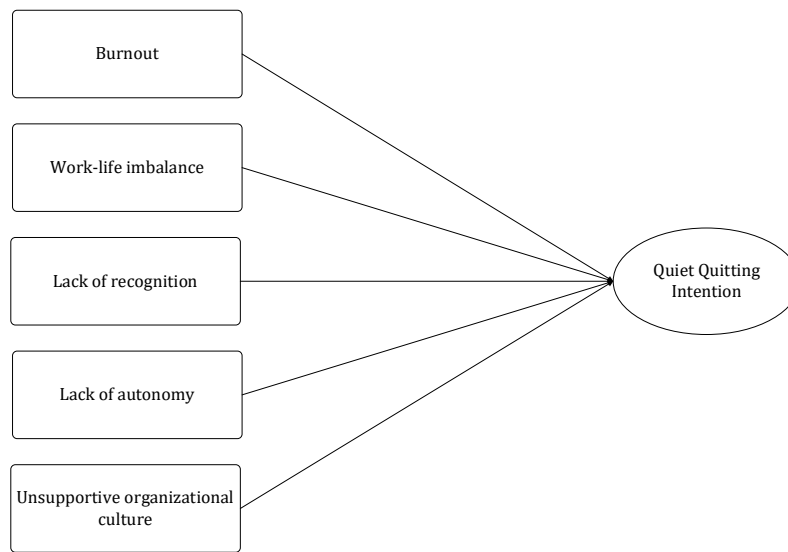 Burnout
Work-life imbalance
Lack of recognition
Lack of autonomy
Unsupportive organizational
culture
Quiet Quitting
Intention